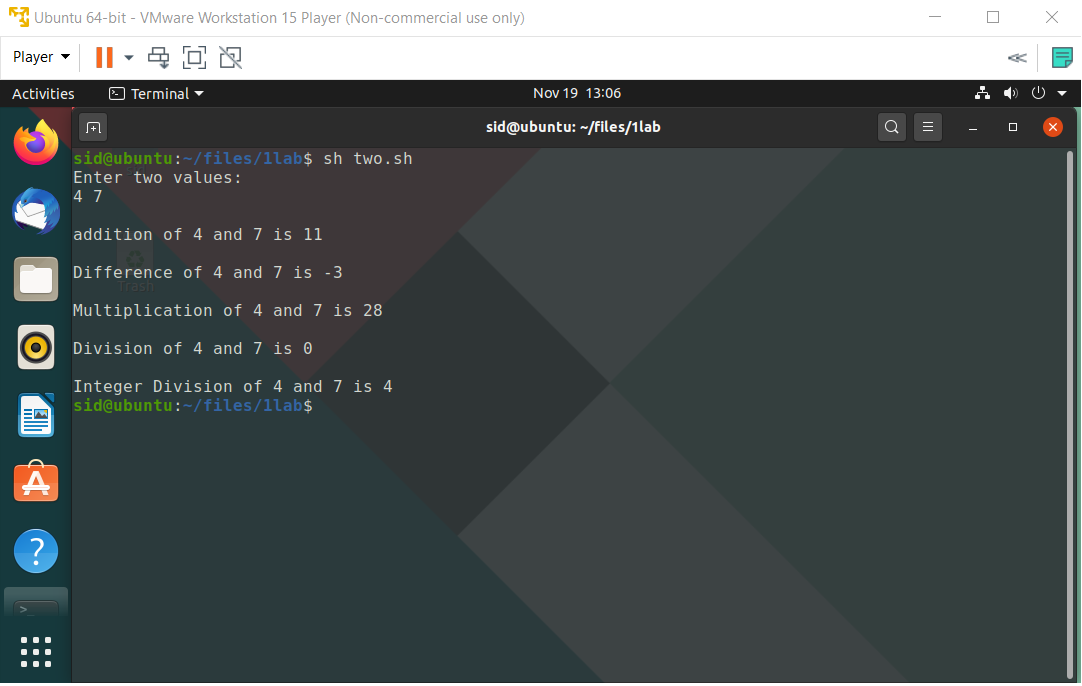 Ubuntu 64-bit - VMware Workstation 15 Player (Non-commercial use only)
Player
Activities
Terminal
Nov 19 13:06
sid@ubuntu: ~/files/1lab
sid@ubuntu:~/files/1lab$ sh two.sh
Enter two values:
4 7
addition of 4 and 7 is 11
Difference of 4 and 7 is -3
Trash
Multiplication of 4 and 7 is 28
Division of 4 and 7 is 0
Integer Division of 4 and 7 is 4
sid@ubuntu:~/files/1lab$